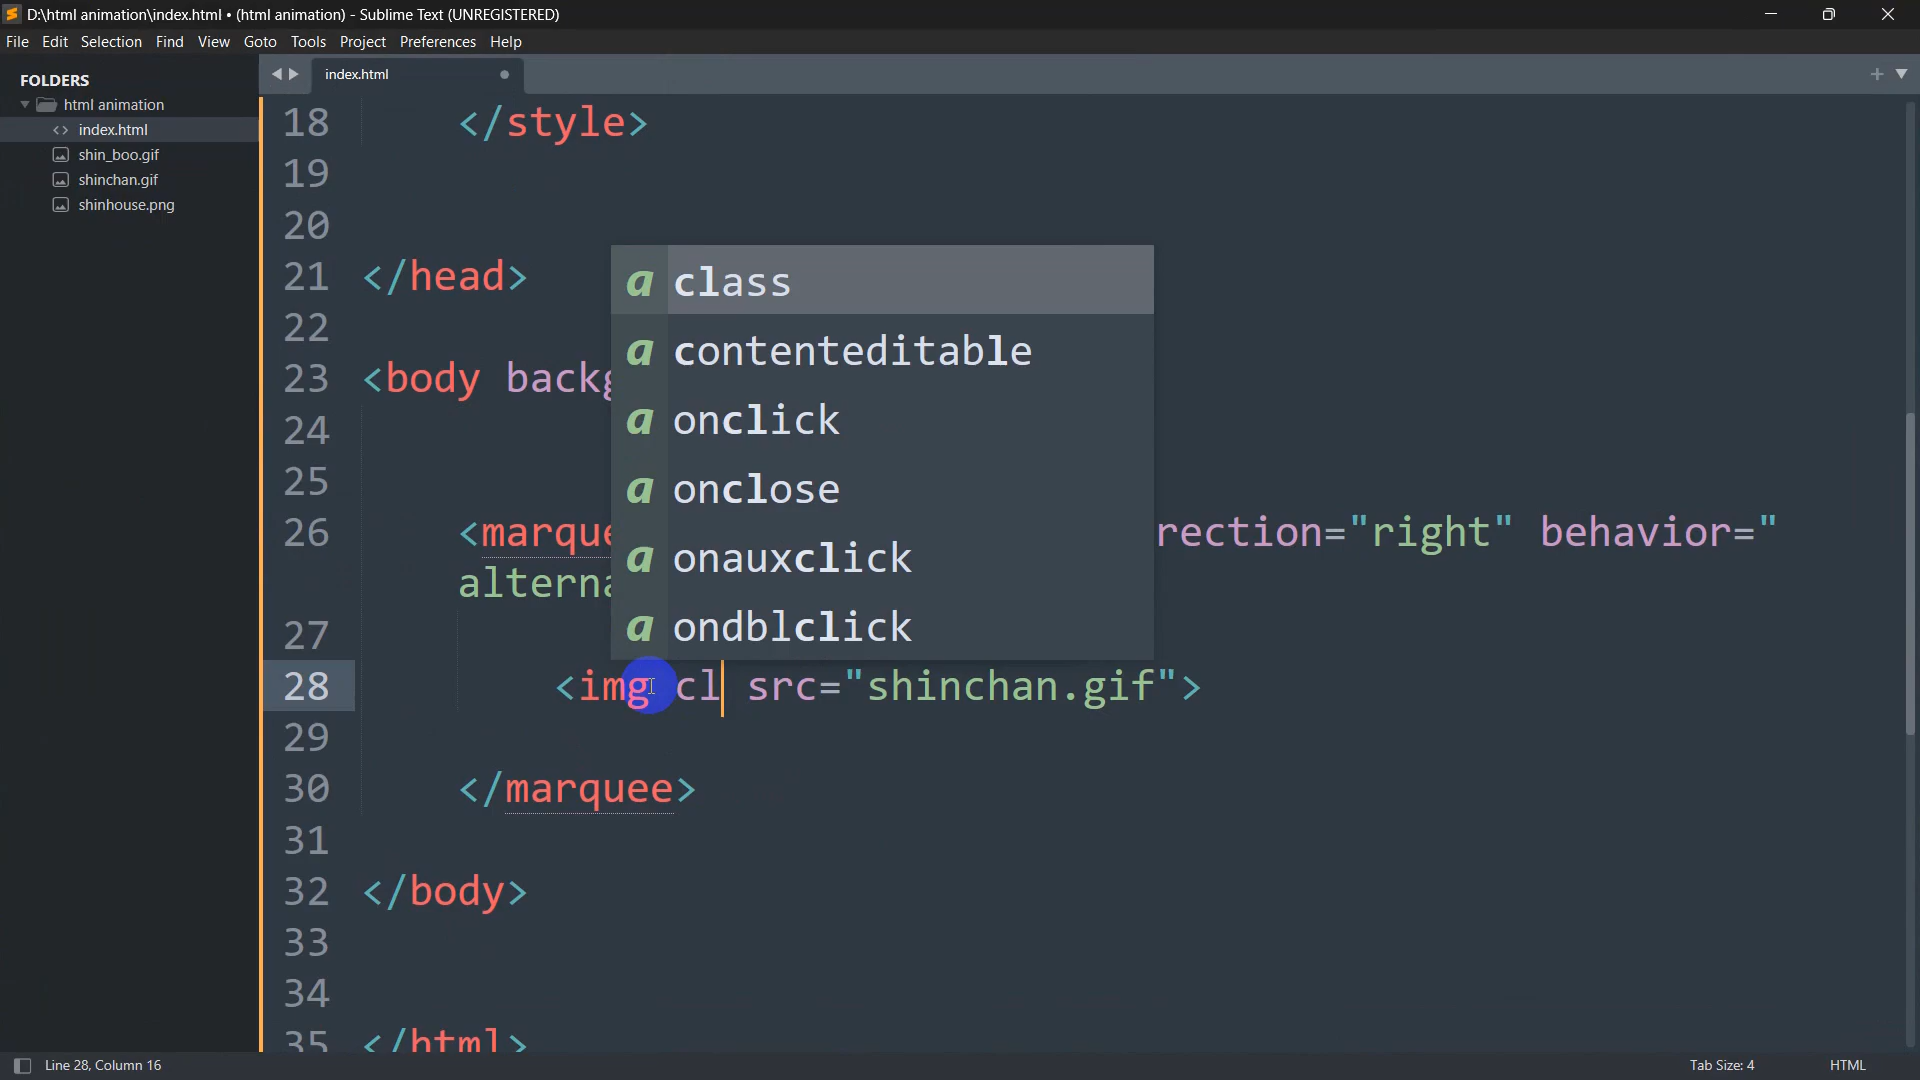 D:\html animation\index.html • (html animation) - Sublime Text (UNREGISTERED)
File Edit Selection Find View Goto Tools Project Preferences Help
FOLDERS
html animation
index.html
shin_boo.gif
shinchan.gif
shinhouse.png
index.html
18 </style>
19
20
21 </head>
22
23 <body backg
24
25
26 <marque rection="right" behavior="
alterna
27
28 <img cl src="shinchan.gif">
29
30 </marquee>
31
32 </body>
33
34
35 </html>
a class
a contenteditable
a onclick
a onclose
a onauxclick
a ondblclick
Line 28, Column 16
Tab Size: 4
HTML